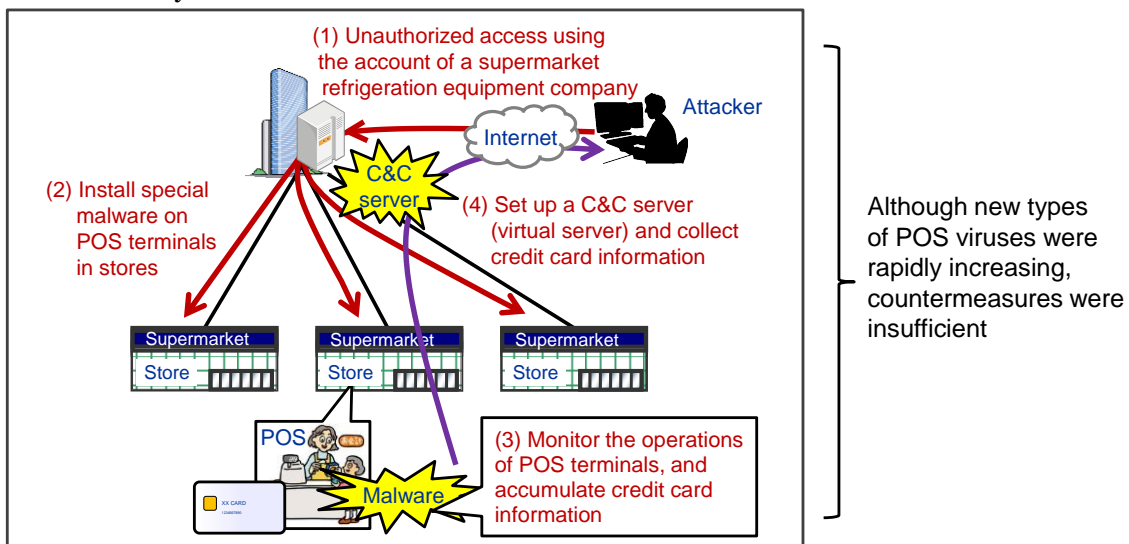 (1) Unauthorized access using
the account of a supermarket
refrigeration equipment company
Attacker
Internet
C&C
server
(2) Install special
malware on
POS terminals
in stores
(4) Set up a C&C server
(virtual server) and collect
credit card information
Although new types
of POS viruses were
rapidly increasing,
countermeasures were
insufficient
Supermarket
Store
Supermarket
Store
Supermarket
Store
POS
(3) Monitor the operations
of POS terminals, and
accumulate credit card
information
Malware
XX CARD